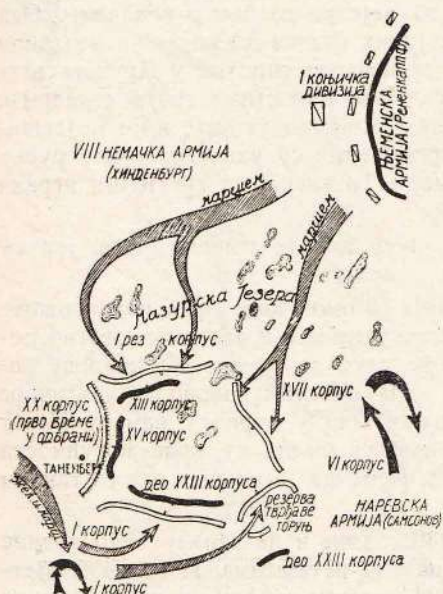 1 КОЊИЧКА
ДИВИЗИЈА
ЊЕМЕНСКА
АРМИЈА (РЕНЕНКАПФ)
VIII НЕМАЧКА АРМИЈА
(ХИНДЕНБУРГ)
маршем
маршем
Мазурска Језера
I рез корпус
XX КОРПУС
(ПРВО ВРЕМЕ
У ОДБРАНИ)
XIII КОРПУС
XVII КОРПУС
XV КОРПУС
ТАНЕНБЕРГ
VI КОРПУС
ДЕО XXIII КОРПУСА
РЕЗЕРВА
ТВРЂАВЕ
ТОРУЊ
НАРЕВСКА
АРМИЈА (САМСОНОВ)
I КОРПУС
ДЕО XXIII КОРПУСА
I КОРПУС